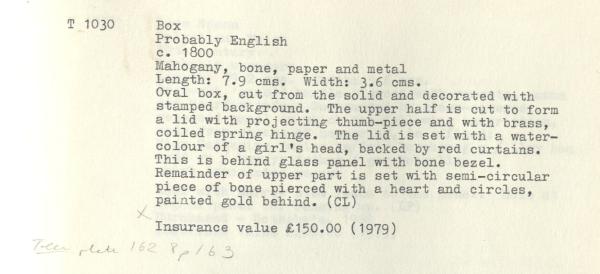 T 1030
Box
Probably English
c. 1800
Mahogany, bone, paper and metal
Length: 7.9 cms.  Width: 3.6 cms.
Oval box, cut from the solid and decorated with
stamped background.  The upper half is cut to form
a lid with projecting thumb-piece and with brass,
coiled spring hinge.  The lid is set with a water-
colour of a girl's head, backed by red curtains.
This is behind glass panel with bone bezel.
Remainder of upper part is set with semi-circular
piece of bone pierced with a heart and circles,
painted gold behind. (CL)
Insurance value £150.00 (1979)
plate 162 p163